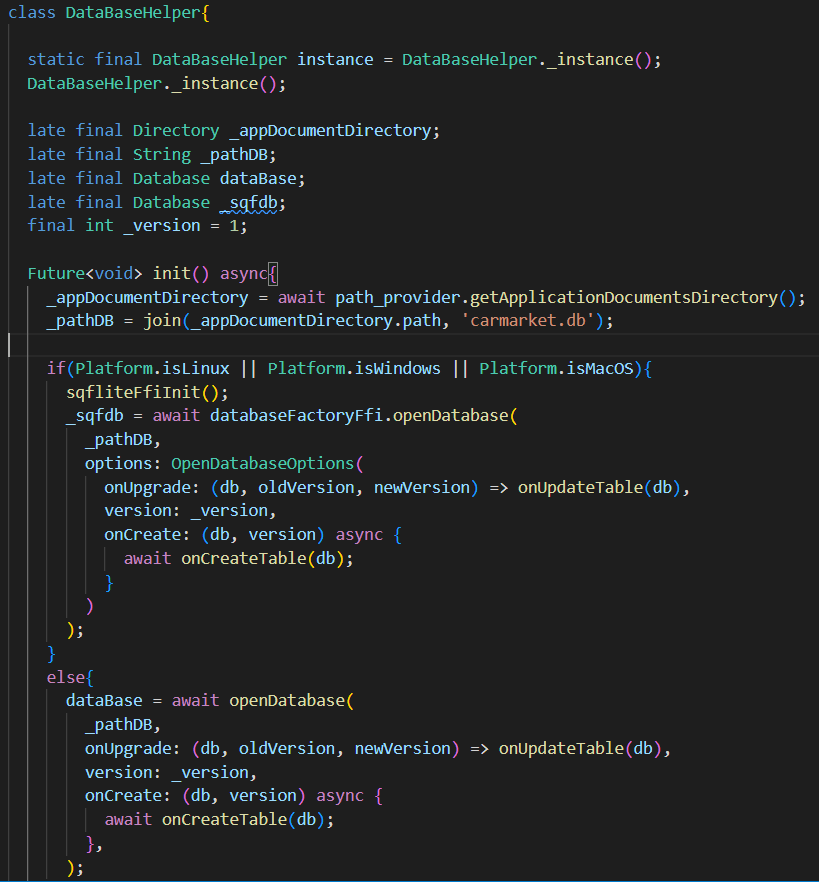 class DataBaseHelper{
static final DataBaseHelper instance = DataBaseHelper._instance();
DataBaseHelper._instance();
late final Directory _appDocumentDirectory;
late final String _pathDB;
late final Database dataBase;
late final Database _sqfdb;
final int _version = 1;
Future<void> init() async{
_appDocumentDirectory = await path_provider.getApplicationDocumentsDirectory();
_pathDB = join(_appDocumentDirectory.path, 'carmarket.db');
if(Platform.isLinux || Platform.isWindows || Platform.isMacOS){
sqfliteFfiInit();
_sqfdb = await databaseFactoryFfi.openDatabase(
_pathDB,
options: OpenDatabaseOptions(
onUpgrade: (db, oldVersion, newVersion) => onUpdateTable(db),
version: _version,
onCreate: (db, version) async {
await onCreateTable(db);
}
)
);
}
else{
dataBase = await openDatabase(
_pathDB,
onUpgrade: (db, oldVersion, newVersion) => onUpdateTable(db),
version: _version,
onCreate: (db, version) async {
await onCreateTable(db);
},
);